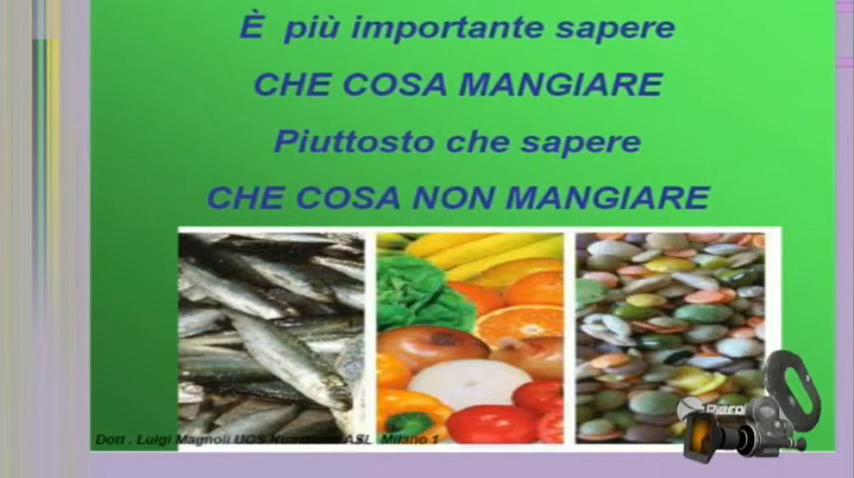 È più importante sapere
CHE COSA MANGIARE
Piuttosto che sapere
CHE COSA NON MANGIARE
Dott . Luigi Magnoli UOS Nutrizione ASL Milano 1